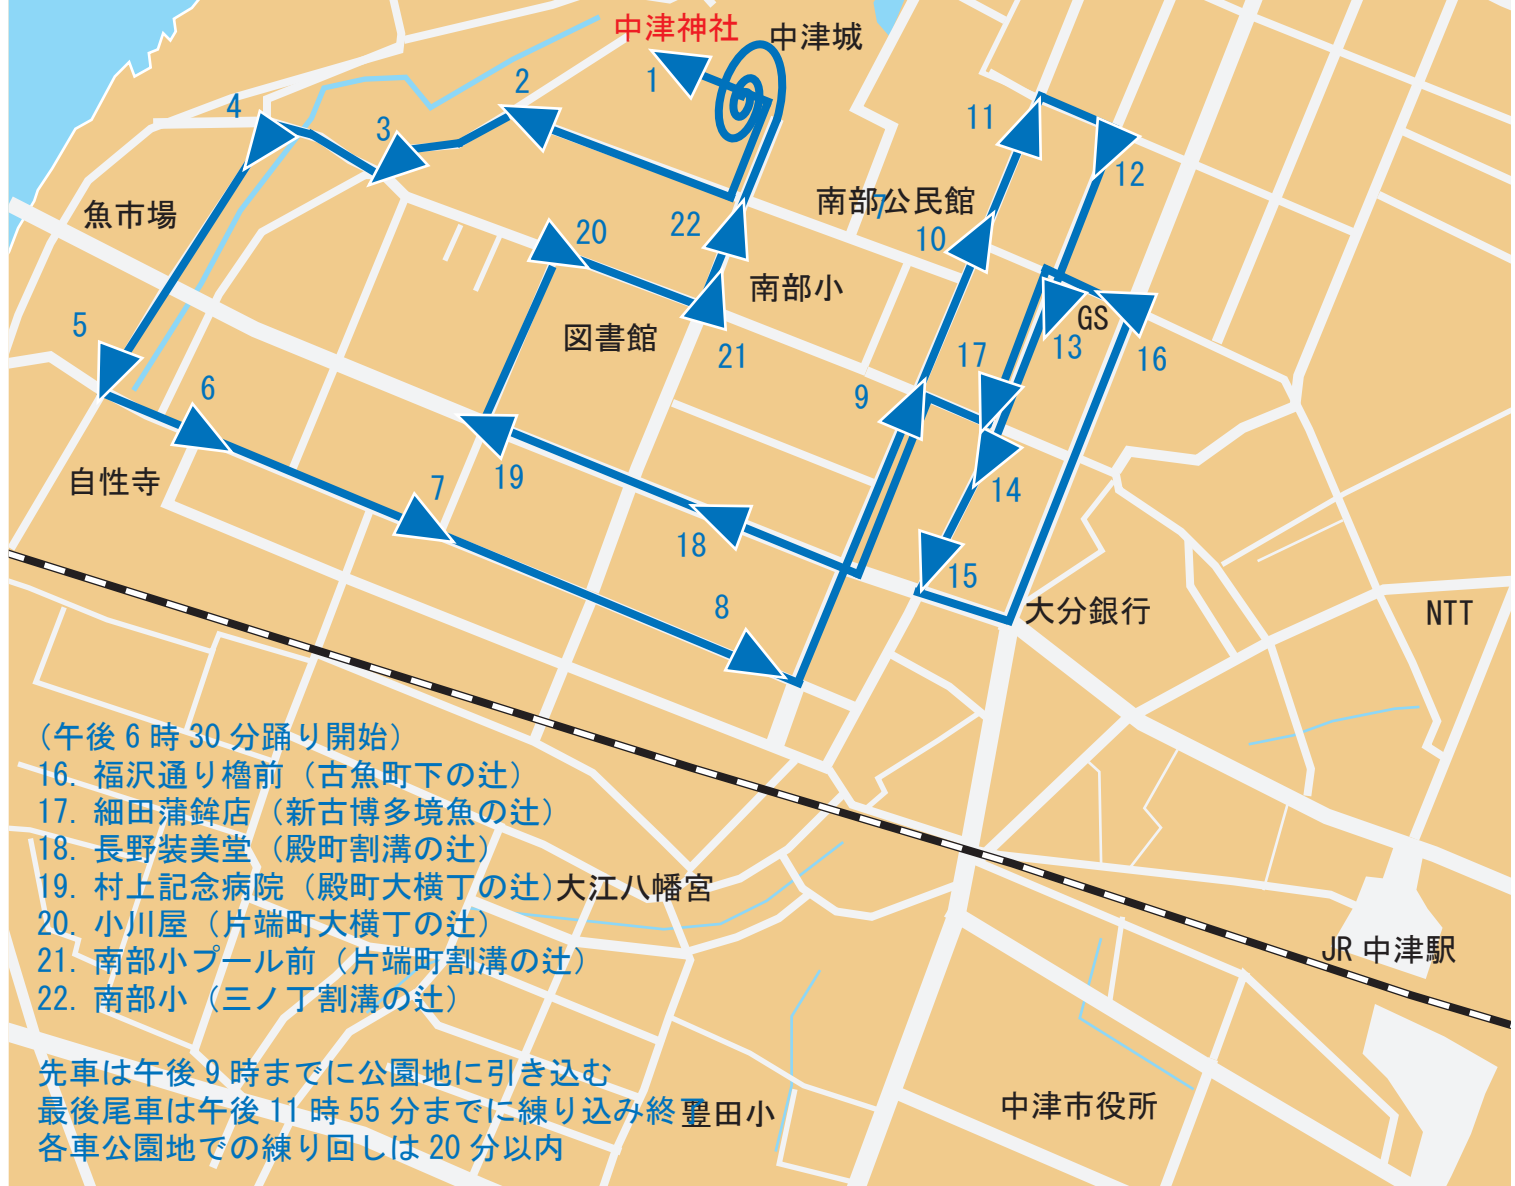 中津神社
中津城
1
2
3
4
11
12
南部公民館
7
魚市場
20
22
10
南部小
図書館
GS
5
21
17
13
16
6
9
自性寺
19
7
14
18
15
8
大分銀行
NTT
（午後 6 時 30 分踊り開始）
16. 福沢通り櫓前（古魚町下の辻）
17. 細田蒲鉾店（新古博多境魚の辻）
18. 長野装美堂（殿町割溝の辻）
19. 村上記念病院（殿町大横丁の辻）
大江八幡宮
20. 小川屋（片端町大横丁の辻）
21. 南部小プール前（片端町割溝の辻）
22. 南部小（三ノ丁割溝の辻）
JR 中津駅
先車は午後 9 時までに公園地に引き込む
最後尾車は午後 11 時 55 分までに練り込み終了
豊田小
中津市役所
各車公園地での練り回しは 20 分以内